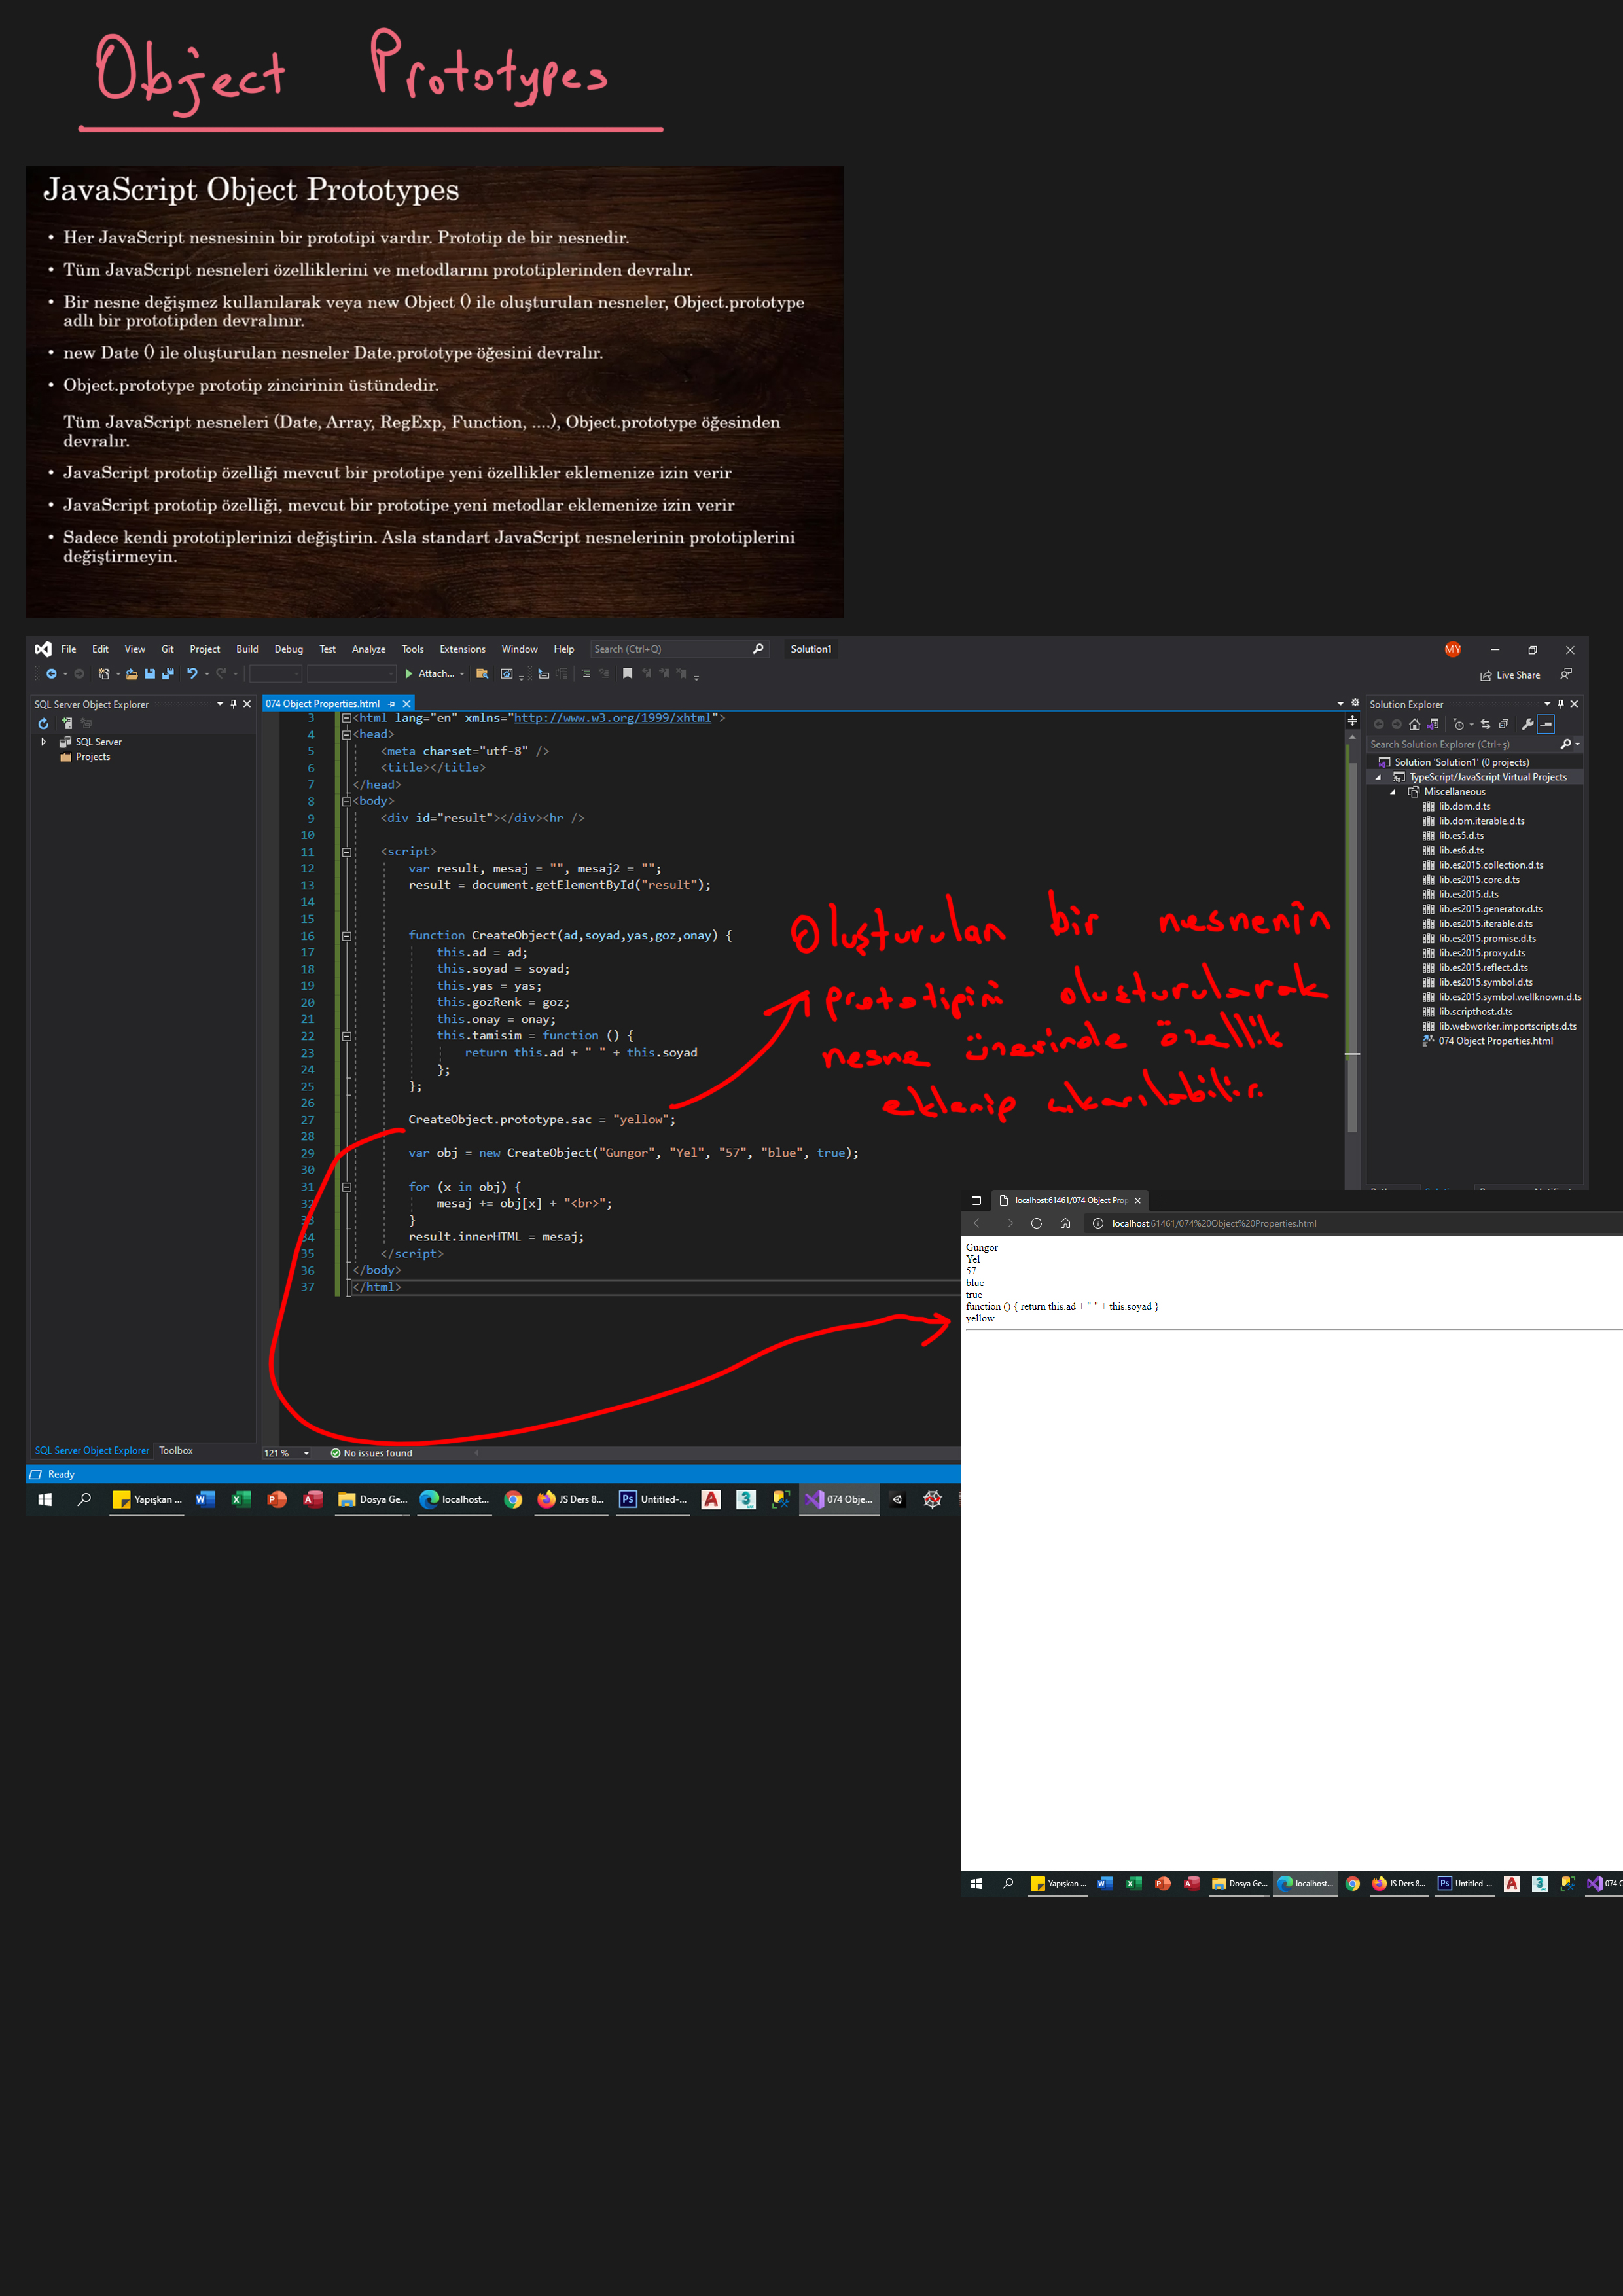 Object Prototypes
JavaScript Object Prototypes
• Her JavaScript nesnesinin bir prototipi vardır. Prototip de bir nesnedir.
• Tüm JavaScript nesneleri özelliklerini ve metodlarını prototiplerinden devralır.
• Bir nesne değişmez kullanılarak veya new Object () ile oluşturulan nesneler, Object.prototype
adlı bir prototipden devralınır.
• new Date () ile oluşturulan nesneler Date.prototype öğesini devralır.
• Object.prototype prototip zincirinin üstündedir.
Tüm JavaScript nesneleri (Date, Array, RegExp, Function, ....), Object.prototype öğesinden
devralır.
• JavaScript prototip özelliği mevcut bir prototipe yeni özellikler eklemenize izin verir
• JavaScript prototip özelliği, mevcut bir prototipe yeni metodlar eklemenize izin verir
• Sadece kendi prototiplerinizi değiştirin. Asla standart JavaScript nesnelerinin prototiplerini
değiştirmeyin.
File Edit View Git Project Build Debug Test Analyze Tools Extensions Window Help Search (Ctrl+Q) Solution1 MY
Attach... Live Share
SQL Server Object Explorer
SQL Server
Projects
074 Object Properties.html
3 <html lang="en" xmlns="http://www.w3.org/1999/xhtml">
4 <head>
5 <meta charset="utf-8" />
6 <title></title>
7 </head>
8 <body>
9 <div id="result"></div><hr />
10
11 <script>
12 var result, mesaj = "", mesaj2 = "";
13 result = document.getElementById("result");
14
15
16 function CreateObject(ad,soyad,yas,goz,onay) {
17 this.ad = ad;
18 this.soyad = soyad;
19 this.yas = yas;
20 this.gozRenk = goz;
21 this.onay = onay;
22 this.tamisim = function () {
23 return this.ad + " " + this.soyad
24 };
25 };
26
27 CreateObject.prototype.sac = "yellow";
28
29 var obj = new CreateObject("Gungor", "Yel", "57", "blue", true);
30
31 for (x in obj) {
32 mesaj += obj[x] + "<br>";
33 }
34 result.innerHTML = mesaj;
35 </script>
36 </body>
37 </html>
Oluşturulan bir nesnenin
prototipini oluşturularak
nesne üzerinde özellik
eklenip çıkarılabilir.
Solution Explorer
Search Solution Explorer (Ctrl+ş)
Solution 'Solution1' (0 projects)
TypeScript/JavaScript Virtual Projects
Miscellaneous
lib.dom.d.ts
lib.dom.iterable.d.ts
lib.es5.d.ts
lib.es6.d.ts
lib.es2015.collection.d.ts
lib.es2015.core.d.ts
lib.es2015.d.ts
lib.es2015.generator.d.ts
lib.es2015.iterable.d.ts
lib.es2015.promise.d.ts
lib.es2015.proxy.d.ts
lib.es2015.reflect.d.ts
lib.es2015.symbol.d.ts
lib.es2015.symbol.wellknown.d.ts
lib.scripthost.d.ts
lib.webworker.importscripts.d.ts
074 Object Properties.html
SQL Server Object Explorer Toolbox
121 % No issues found
Ready
Yapışkan ... Dosya Ge... localhost... JS Ders 8... Ps Untitled-... 074 Obje...
localhost:61461/074 Object Prop
localhost:61461/074%20Object%20Properties.html
Gungor
Yel
57
blue
true
function () { return this.ad + " " + this.soyad }
yellow
Yapışkan ... Dosya Ge... localhost... JS Ders 8... Ps Untitled-... 074 O